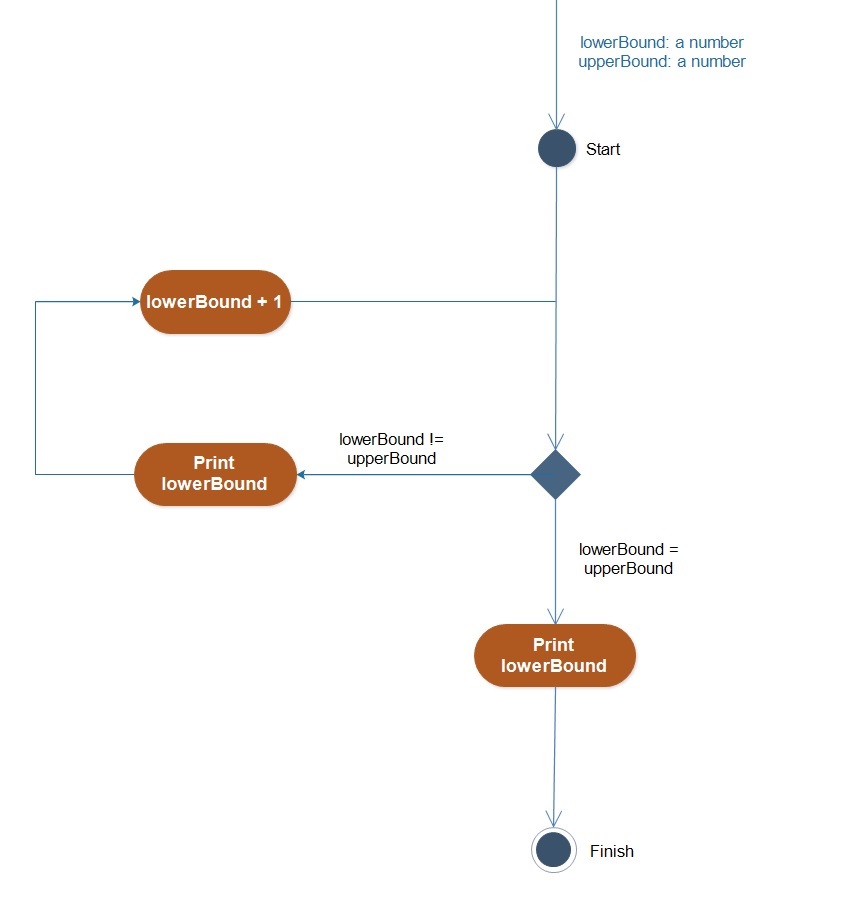 lowerBound: a number
upperBound: a number
Start
lowerBound + 1
lowerBound !=
upperBound
Print
lowerBound
lowerBound =
upperBound
Print
lowerBound
Finish